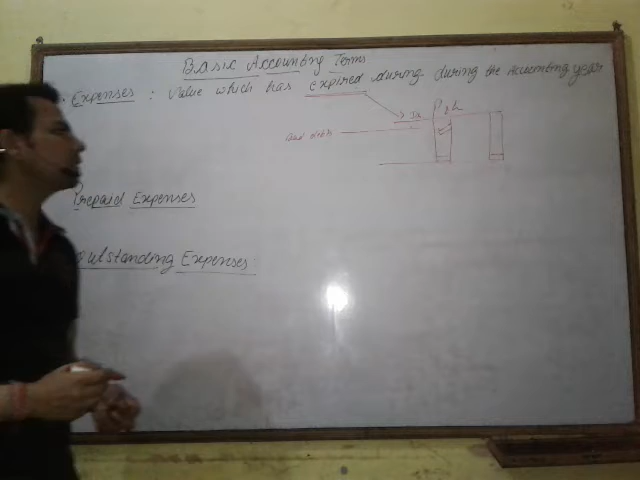 Basic Accounting Terms
Expenses : Value which has expired during during the Accounting year
P & L
Prepaid Expenses
Outstanding Expenses